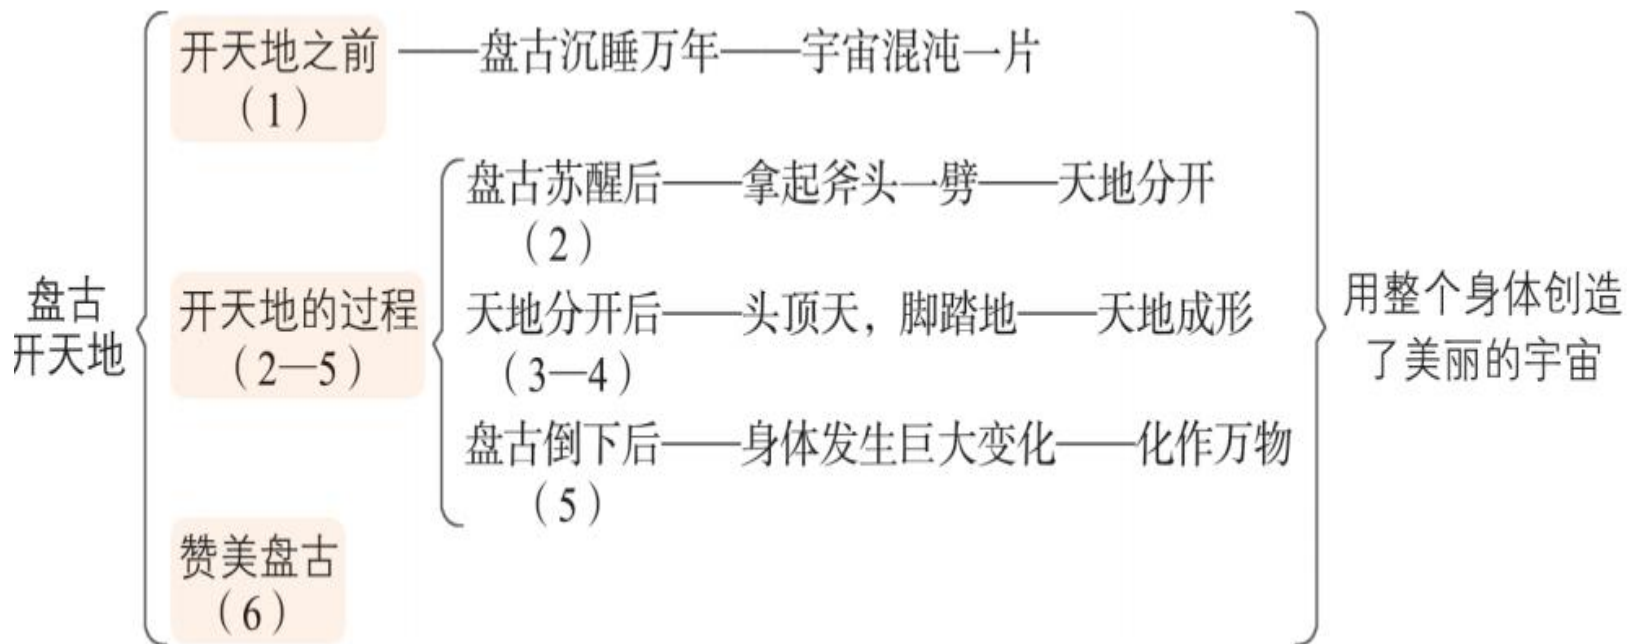 盘古
开天地
开天地之前——盘古沉睡万年——宇宙混沌一片
（1）
开天地的过程
（2—5）
盘古苏醒后——拿起斧头一劈——天地分开
（2）
天地分开后——头顶天，脚踏地——天地成形
（3—4）
盘古倒下后——身体发生巨大变化——化作万物
（5）
赞美盘古
（6）
用整个身体创造
了美丽的宇宙